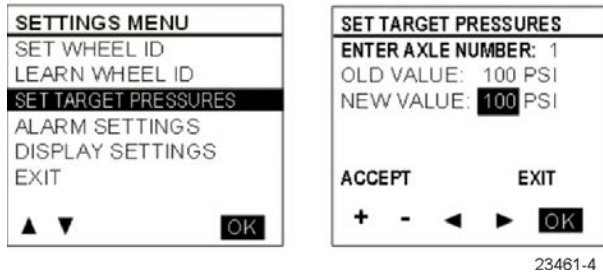 SETTINGS MENU
SET WHEEL ID
LEARN WHEEL ID
SET TARGET PRESSURES
ALARM SETTINGS
DISPLAY SETTINGS
EXIT
▲ ▼ OK
SET TARGET PRESSURES
ENTER AXLE NUMBER: 1
OLD VALUE: 100 PSI
NEW VALUE: 100 PSI
ACCEPT EXIT
+ - ◀ ▶ OK
23461-4